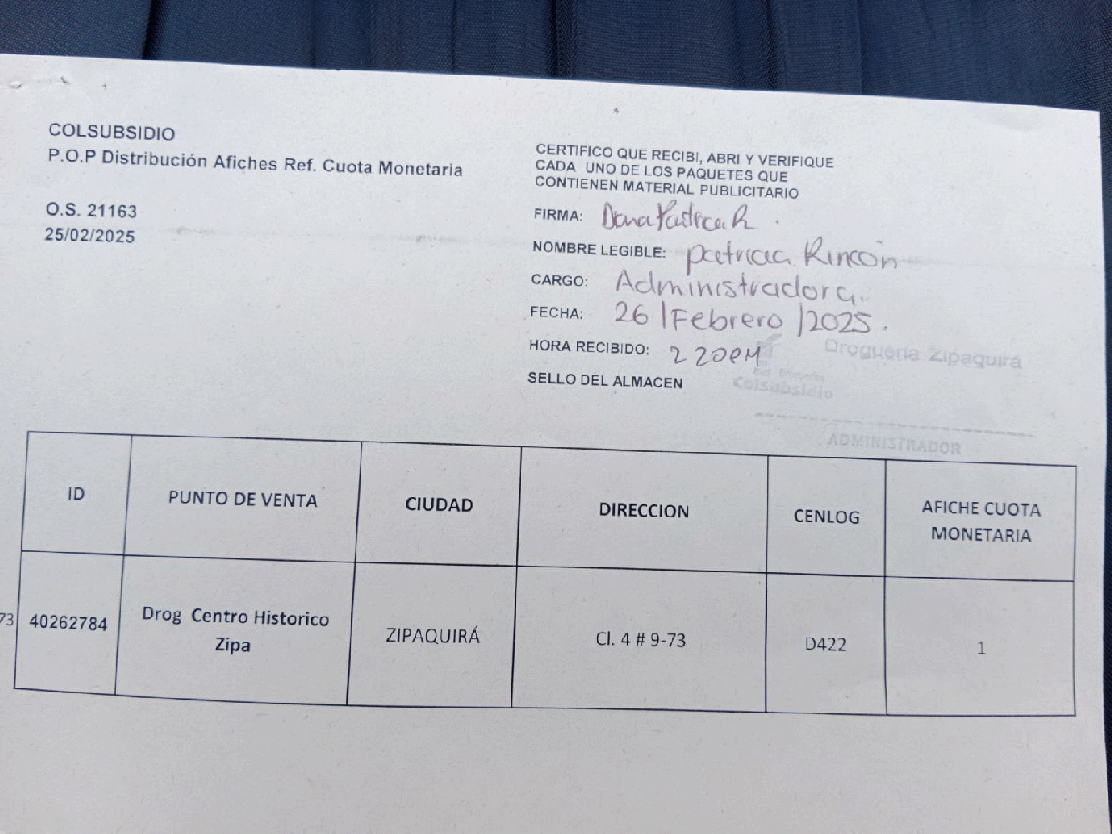 COLSUBSIDIO
P.O.P Distribución Afiches Ref. Cuota Monetaria
O.S. 21163
25/02/2025
CERTIFICO QUE RECIBI, ABRI Y VERIFIQUE
CADA UNO DE LOS PAQUETES QUE
CONTIENEN MATERIAL PUBLICITARIO
FIRMA:
NOMBRE LEGIBLE: patricia Rincón
CARGO: Administradora.
FECHA: 26/Febrero/2025.
HORA RECIBIDO: 2 20PM
SELLO DEL ALMACEN
Droguería Zipaquirá
Colsubsidio
ADMINISTRADOR
ID PUNTO DE VENTA CIUDAD DIRECCION CENLOG AFICHE CUOTA
MONETARIA
73 40262784 Drog Centro Historico ZIPAQUIRÁ Cl. 4 # 9-73 D422 1
Zipa